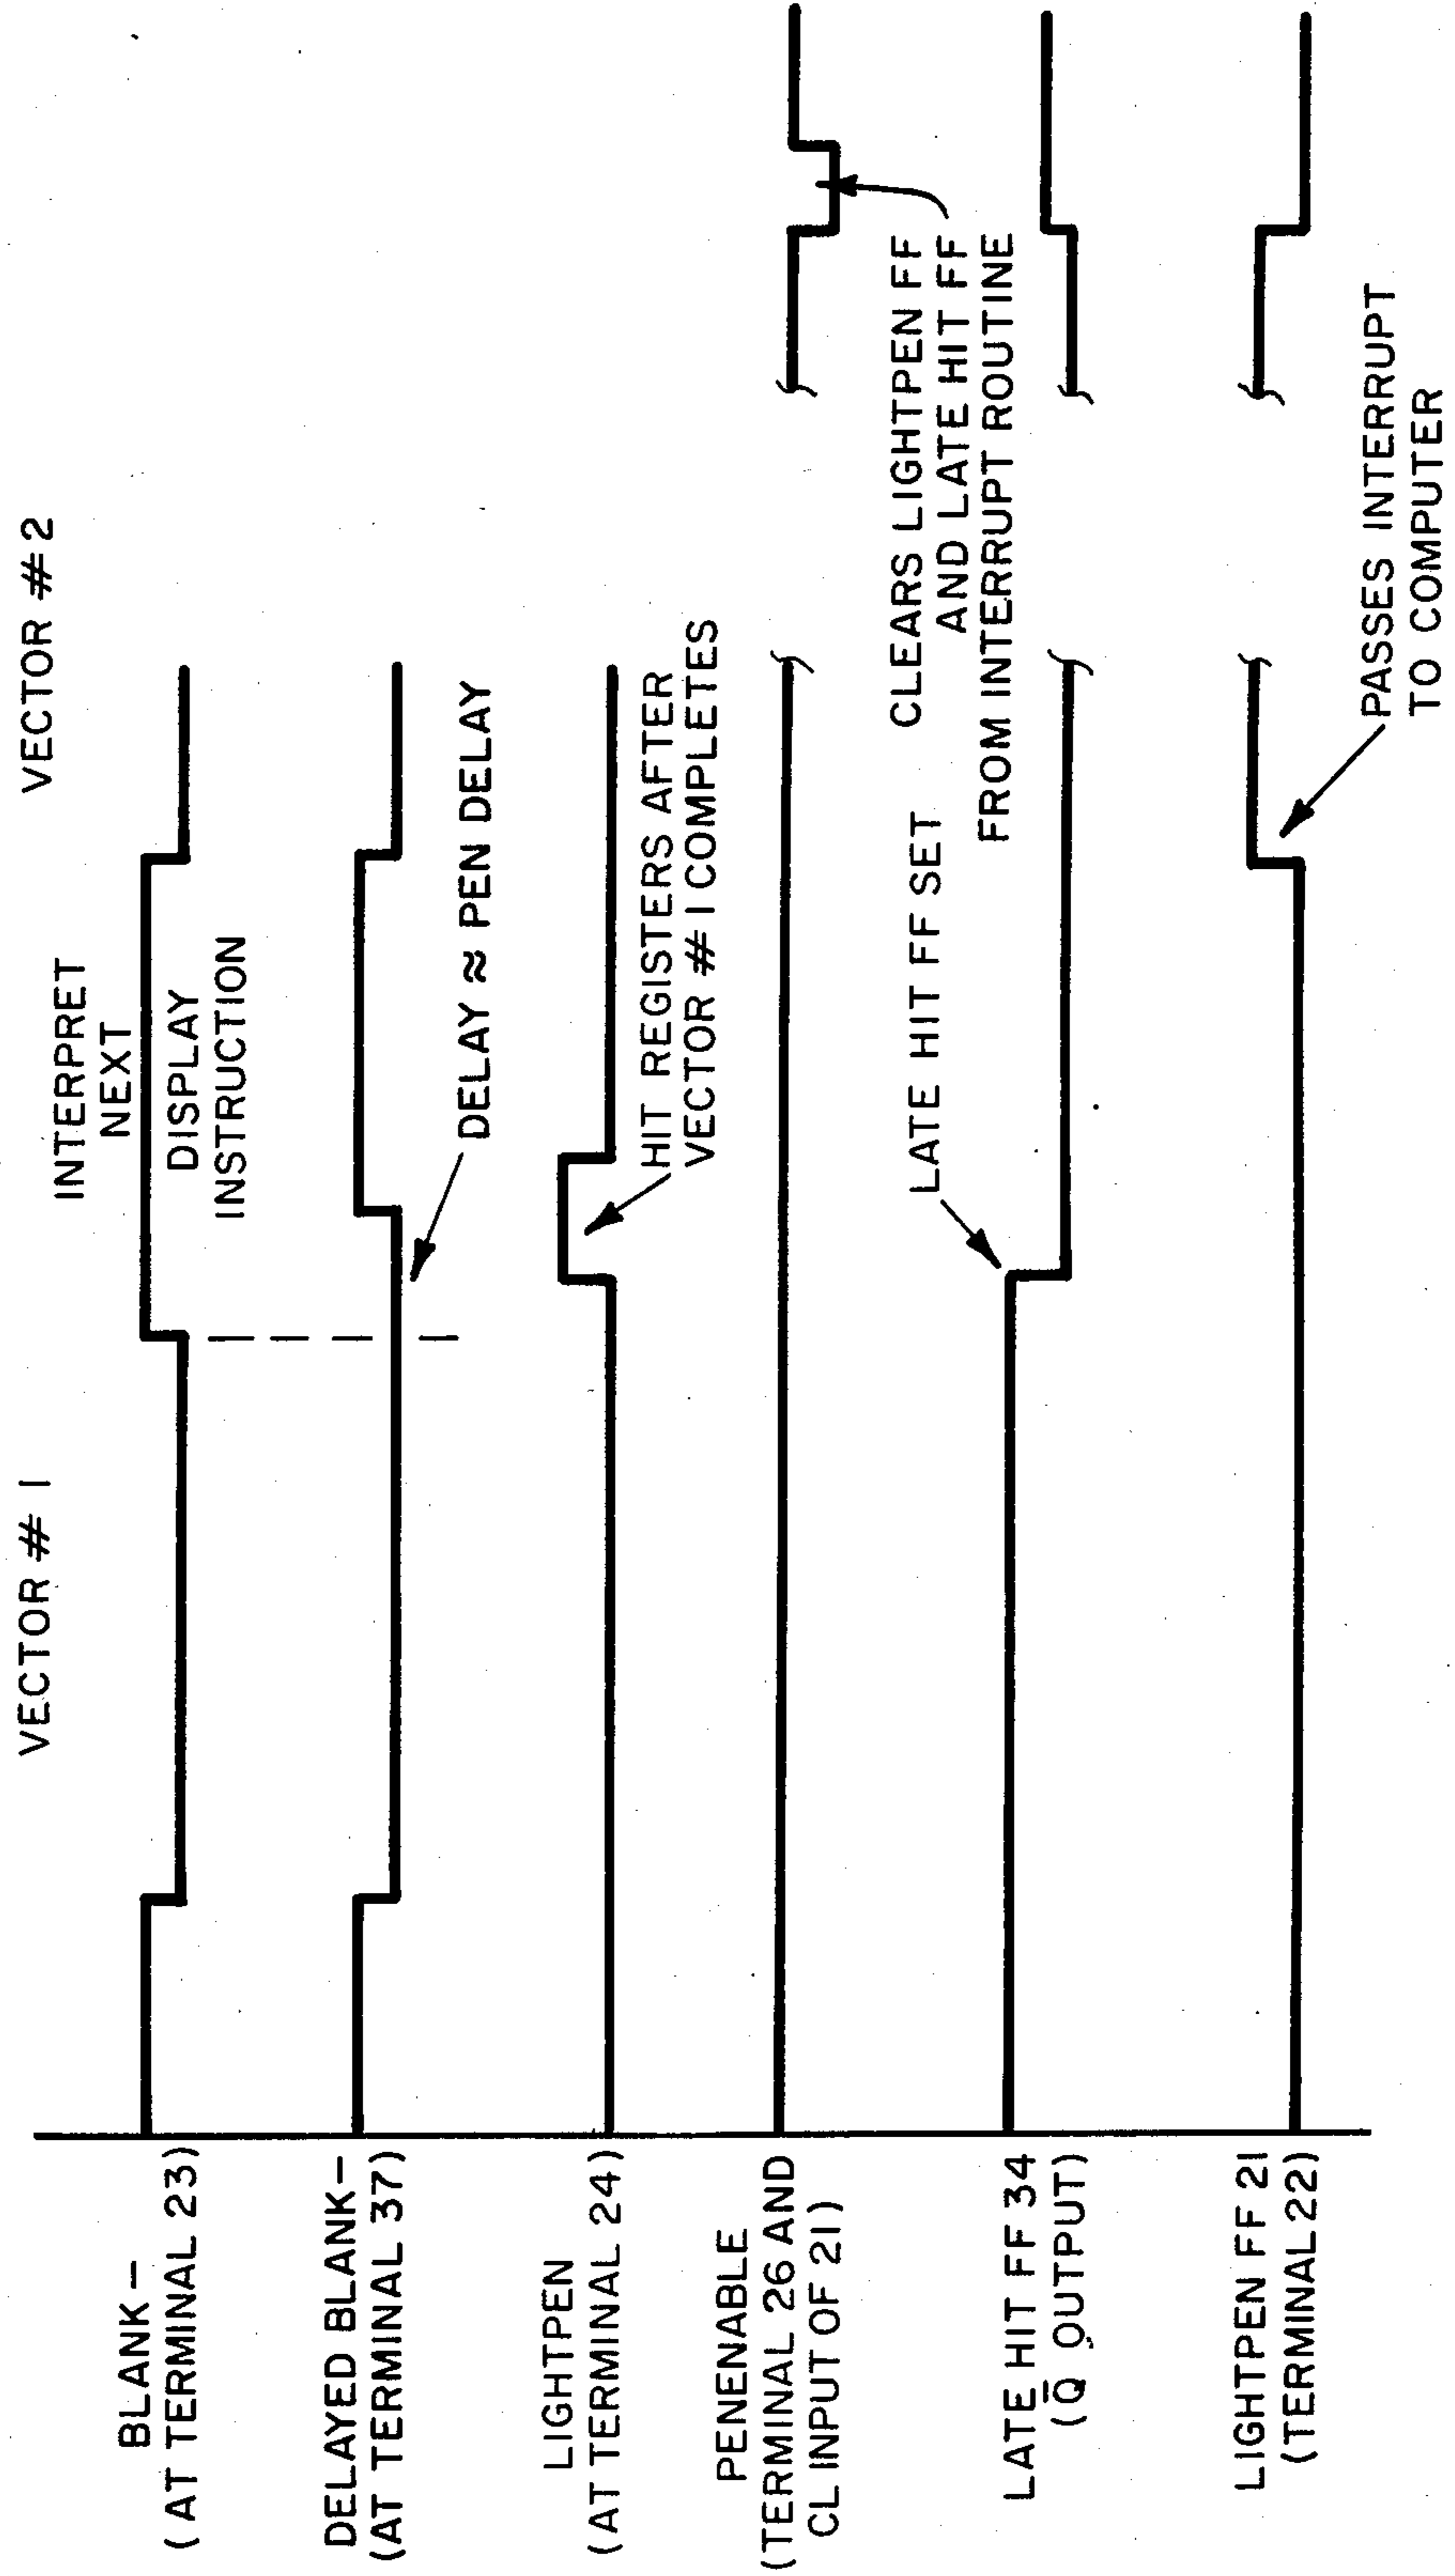 VECTOR # 1
VECTOR # 2
BLANK –
(AT TERMINAL 23)
INTERPRET
NEXT
DISPLAY
INSTRUCTION
DELAYED BLANK –
(AT TERMINAL 37)
DELAY ≈ PEN DELAY
LIGHTPEN
(AT TERMINAL 24)
HIT REGISTERS AFTER
VECTOR # 1 COMPLETES
PENENABLE
(TERMINAL 26 AND
CL INPUT OF 21)
CLEARS LIGHTPEN FF
AND LATE HIT FF
FROM INTERRUPT ROUTINE
LATE HIT FF 34
(Q̅ OUTPUT)
LATE HIT FF SET
LIGHTPEN FF 21
(TERMINAL 22)
PASSES INTERRUPT
TO COMPUTER